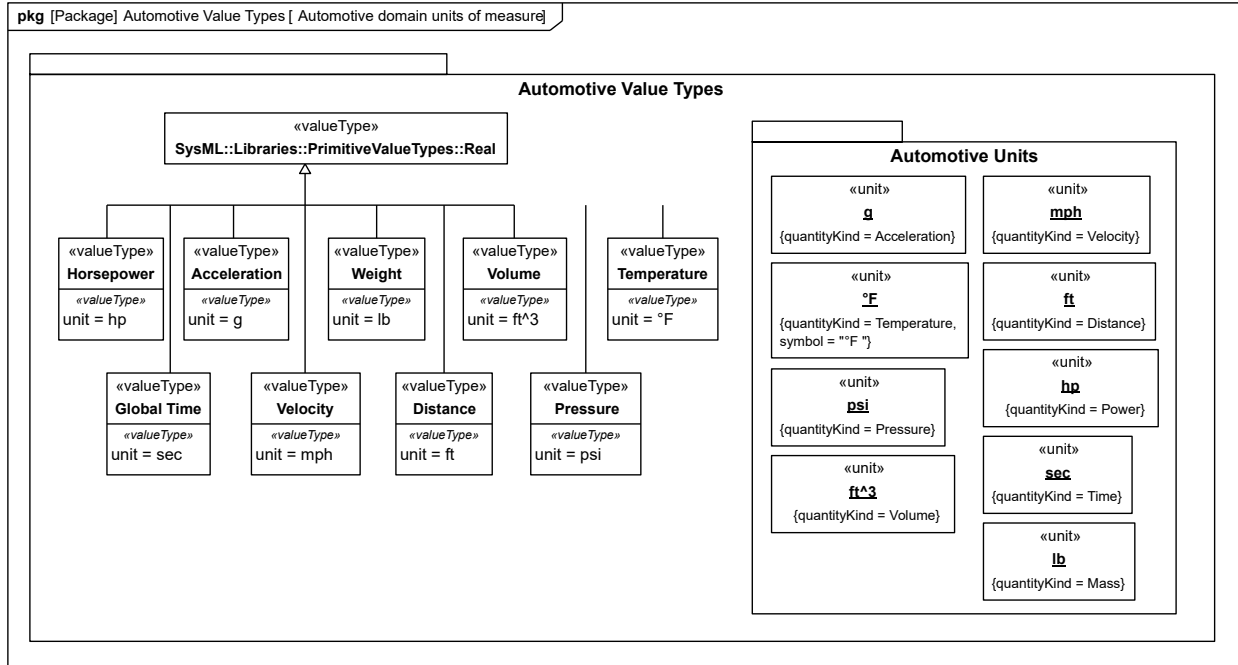 pkg [Package] Automotive Value Types [ Automotive domain units of measure]
Automotive Value Types
«valueType»
SysML::Libraries::PrimitiveValueTypes::Real
«valueType»
Horsepower
«valueType»
unit = hp
«valueType»
Acceleration
«valueType»
unit = g
«valueType»
Weight
«valueType»
unit = lb
«valueType»
Volume
«valueType»
unit = ft^3
«valueType»
Temperature
«valueType»
unit = °F
«valueType»
Global Time
«valueType»
unit = sec
«valueType»
Velocity
«valueType»
unit = mph
«valueType»
Distance
«valueType»
unit = ft
«valueType»
Pressure
«valueType»
unit = psi
Automotive Units
«unit»
g
{quantityKind = Acceleration}
«unit»
mph
{quantityKind = Velocity}
«unit»
°F
{quantityKind = Temperature,
symbol = "°F "}
«unit»
ft
{quantityKind = Distance}
«unit»
hp
{quantityKind = Power}
«unit»
psi
{quantityKind = Pressure}
«unit»
sec
{quantityKind = Time}
«unit»
ft^3
{quantityKind = Volume}
«unit»
lb
{quantityKind = Mass}